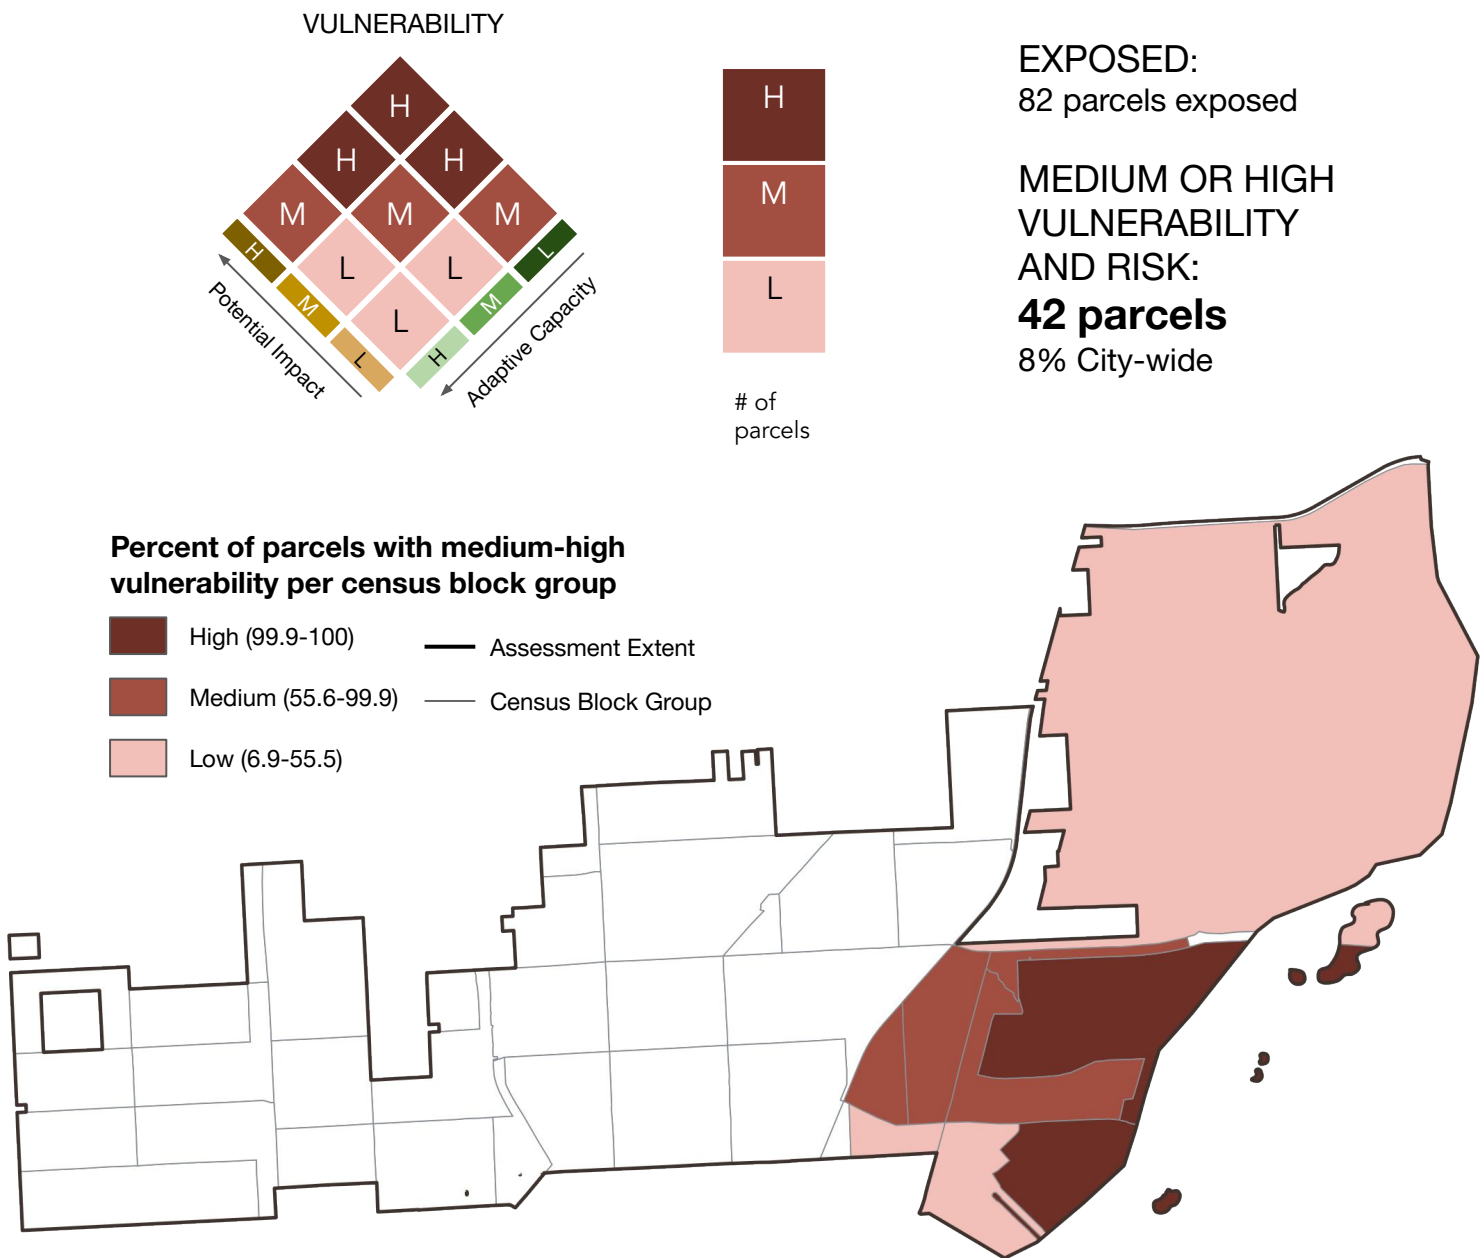 VULNERABILITY
H
H
H
M
M
M
L
L
L
H
M
L
L
M
H
Potential Impact
Adaptive Capacity
H
M
L
# of
parcels
EXPOSED:
82 parcels exposed
MEDIUM OR HIGH
VULNERABILITY
AND RISK:
42 parcels
8% City-wide
Percent of parcels with medium-high
vulnerability per census block group
High (99.9-100)
Medium (55.6-99.9)
Low (6.9-55.5)
Assessment Extent
Census Block Group